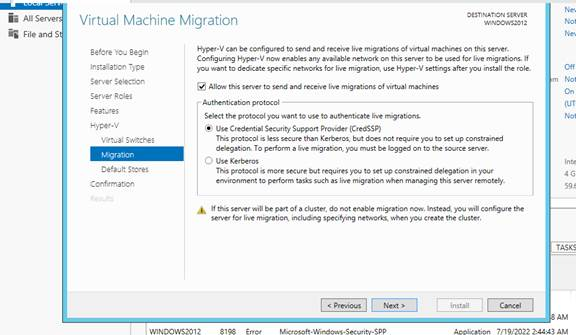 Local Serv
All Servers
File and St
Virtual Machine Migration
DESTINATION SERVER
WINDOWS2012
Before You Begin
Installation Type
Server Selection
Server Roles
Features
Hyper-V
Virtual Switches
Migration
Default Stores
Confirmation
Results
Hyper-V can be configured to send and receive live migrations of virtual machines on this server.
Configuring Hyper-V now enables any available network on this server to be used for live migrations. If
you want to dedicate specific networks for live migration, use Hyper-V settings after you install the role.
Allow this server to send and receive live migrations of virtual machines
Authentication protocol
Select the protocol you want to use to authenticate live migrations.
Use Credential Security Support Provider (CredSSP)
This protocol is less secure than Kerberos, but does not require you to set up constrained
delegation. To perform a live migration, you must be logged on to the source server.
Use Kerberos
This protocol is more secure but requires you to set up constrained delegation in your
environment to perform tasks such as live migration when managing this server remotely.
If this server will be part of a cluster, do not enable migration now. Instead, you will configure the
server for live migration, including specifying networks, when you create the cluster.
< Previous
Next >
Install
Cancel
Nev
Nev
Off
Not
On
(UT
Inte
4 G
59.6
TASKS
8 AM
WINDOWS2012 8198 Error Microsoft-Windows-Security-SPP Application 7/19/2022 2:44:43 AM